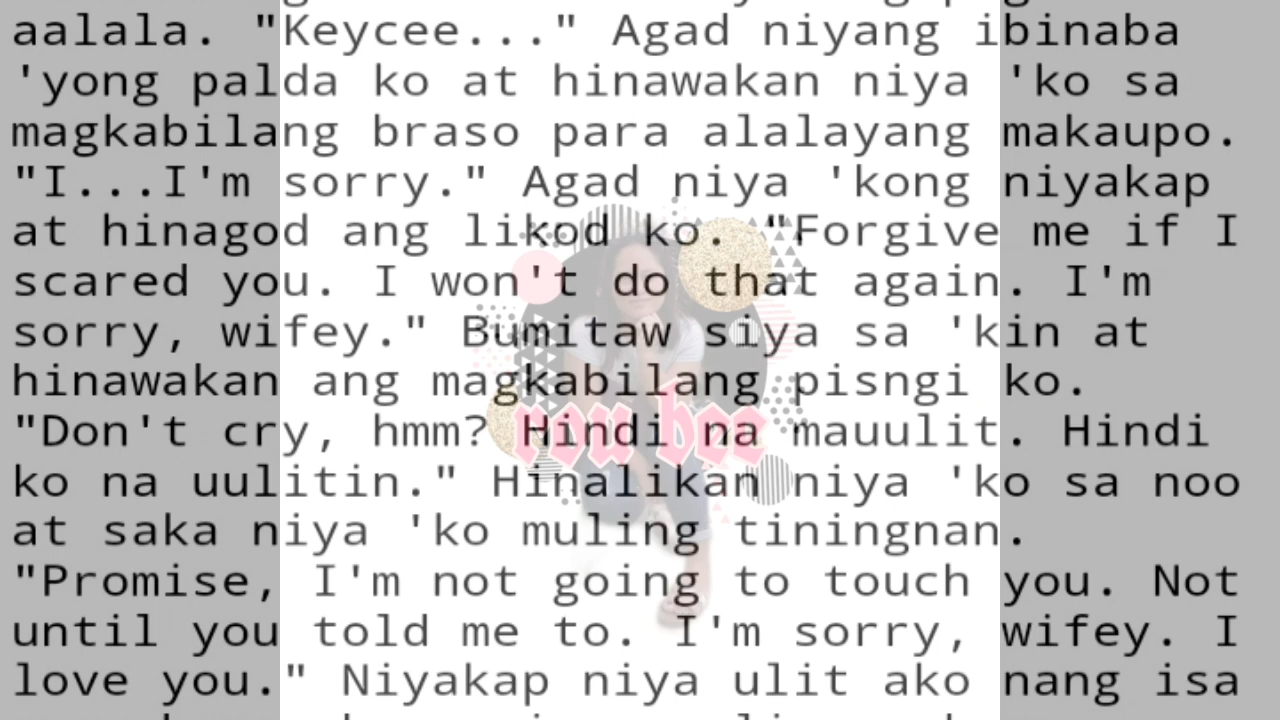 aalala. "Keycee..." Agad niyang ibinaba
'yong palda ko at hinawakan niya 'ko sa
magkabilang braso para alalayang makaupo.
"I...I'm sorry." Agad niya 'kong niyakap
at hinagod ang likod ko. "Forgive me if I
scared you. I won't do that again. I'm
sorry, wifey." Bumitaw siya sa 'kin at
hinawakan ang magkabilang pisngi ko.
"Don't cry, hmm? Hindi na mauulit. Hindi
ko na uulitin." Hinalikan niya 'ko sa noo
at saka niya 'ko muling tiningnan.
"Promise, I'm not going to touch you. Not
until you told me to. I'm sorry, wifey. I
love you." Niyakap niya ulit ako nang isa